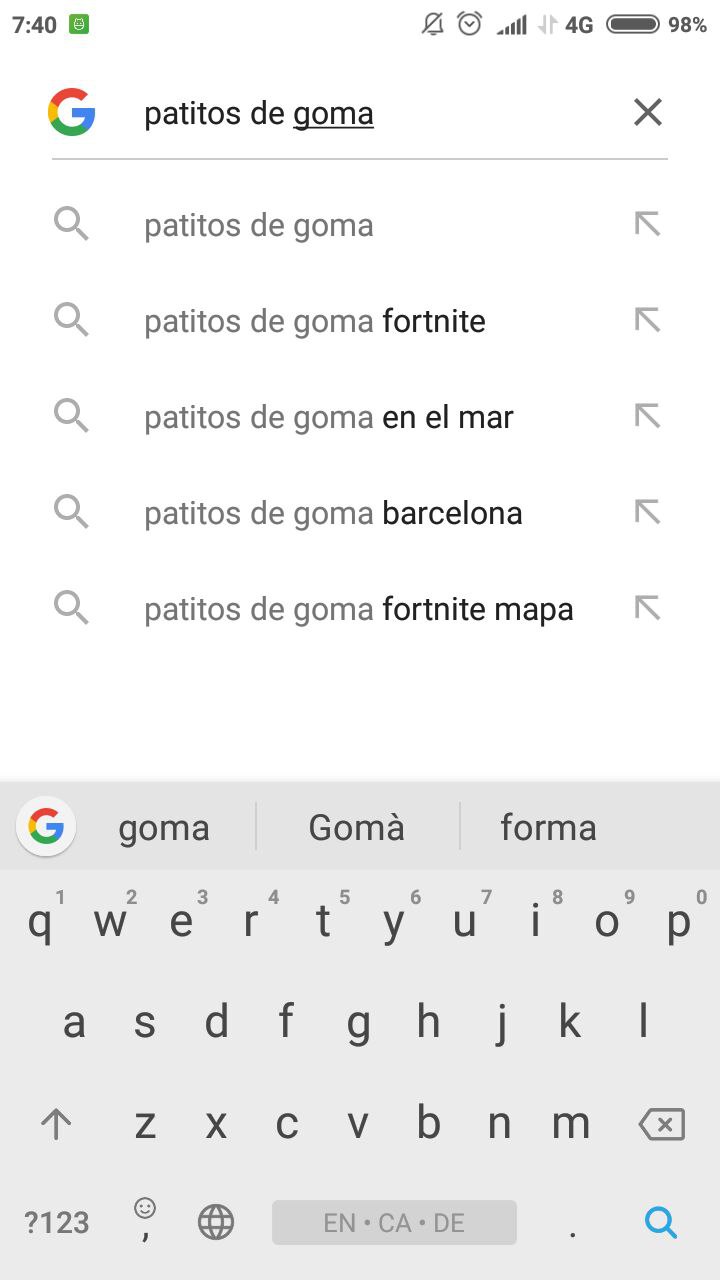 7:40 4G 98%
patitos de goma
patitos de goma
patitos de goma fortnite
patitos de goma en el mar
patitos de goma barcelona
patitos de goma fortnite mapa
goma Gomà forma
1 2 3 4 5 6 7 8 9 0
q w e r t y u i o p
a s d f g h j k l
z x c v b n m
?123 , EN • CA • DE .